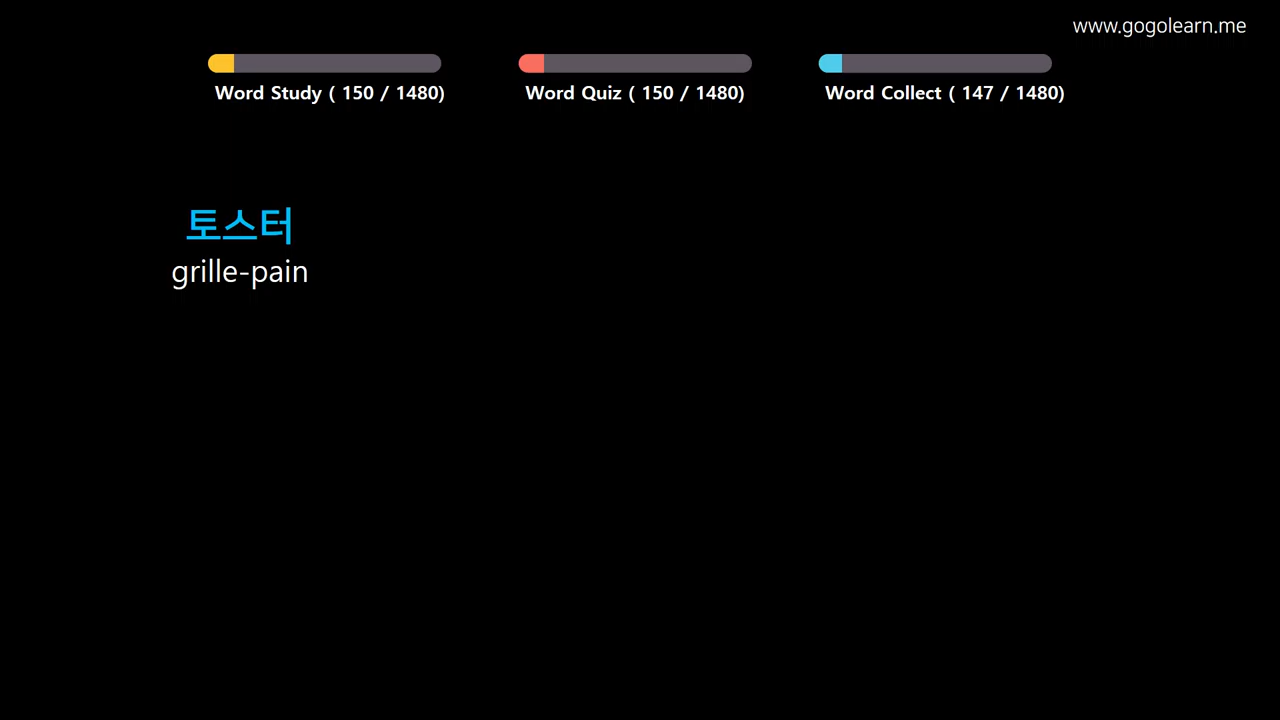 www.gogolearn.me
Word Study ( 150 / 1480)
Word Quiz ( 150 / 1480)
Word Collect ( 147 / 1480)
토스터
grille-pain